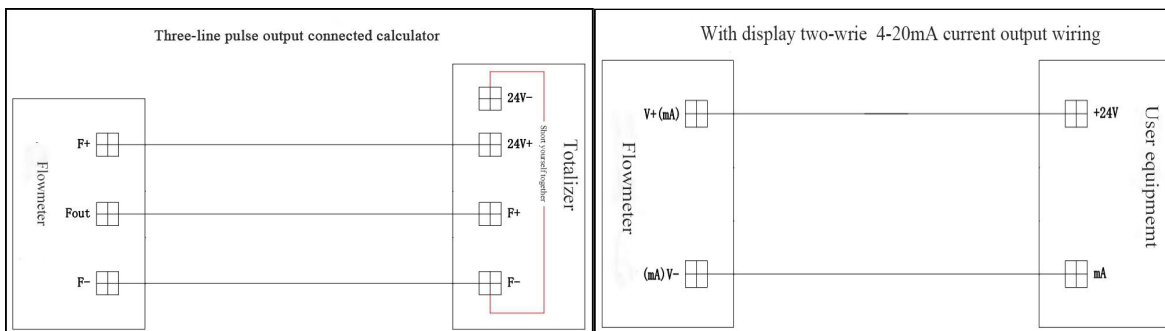 Three-line pulse output connected calculator
24V-
F+
24V+
Short yourself together
Totalizer
Flowmeter
Fout
F+
F-
F-
With display two-wrie 4-20mA current output wiring
V+(mA)
+24V
Flowmeter
User equipmemt
(mA)V-
mA